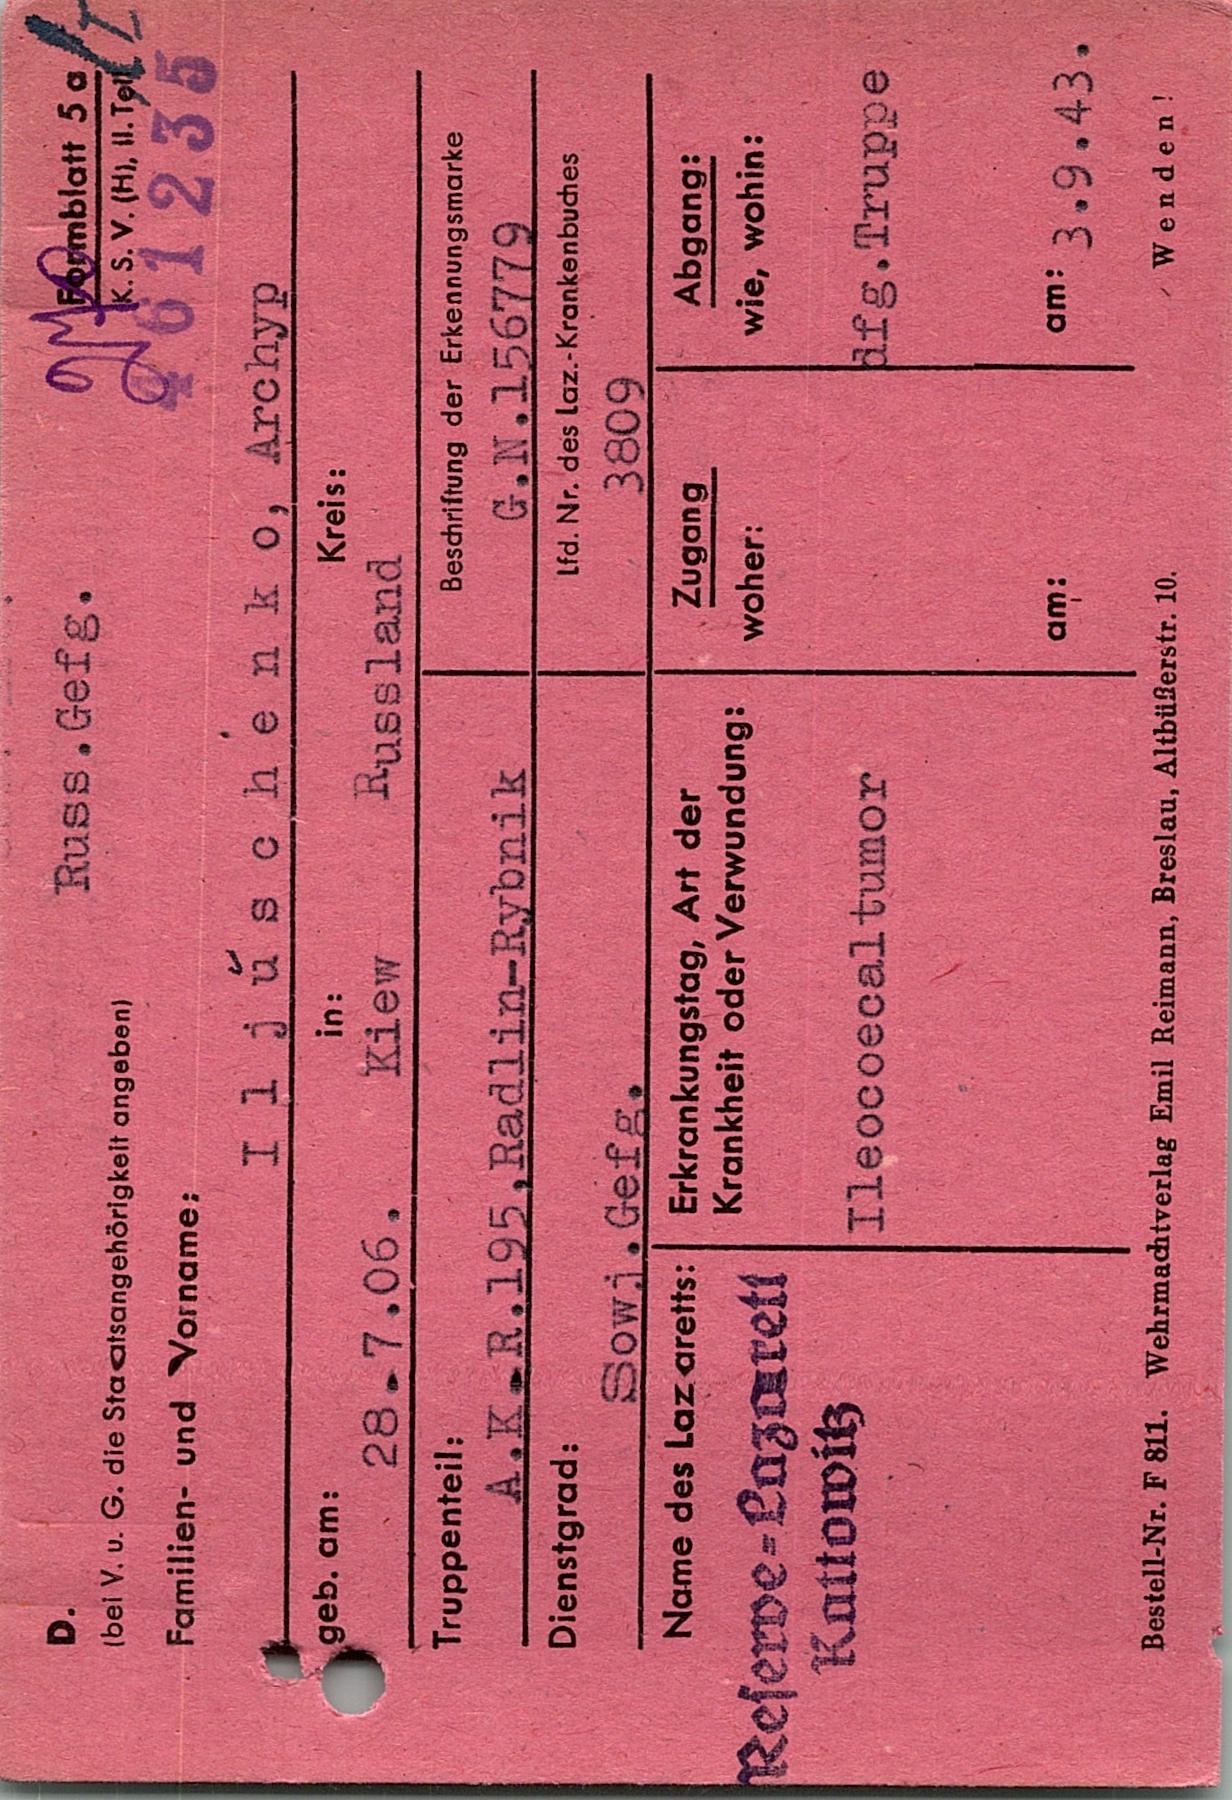 D. Russ.Gefg. Formblatt 5 a
(bei V. u. G. die Staatsangehörigkeit angeben) K. S. V. (H), II. Teil
61235
Familien- und Vorname:
I l j u s c h e n k o, Archyp
geb. am: in: Kreis:
28.7.06. Kiew Russland
Truppenteil: Beschriftung der Erkennungsmarke
A.K.R.195,Radlin-Rybnik G.N.156779
Dienstgrad: Lfd. Nr. des Laz.-Krankenbuches
Sowj.Gefg. 3809
Name des Lazaretts:
Reserve-Lazarett
Kattowitz
Erkrankungstag, Art der
Krankheit oder Verwundung:
Ileocoecaltumor
Zugang
woher:
am:
Abgang:
wie, wohin:
dfg.Truppe
am: 3.9.43.
Bestell-Nr. F 811. Wehrmachtverlag Emil Reimann, Breslau, Altbüßerstr. 10. Wenden!